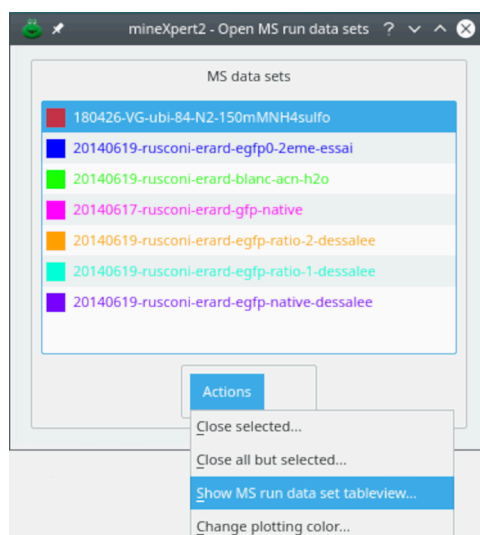 mineXpert2 - Open MS run data sets ?
MS data sets
180426-VG-ubi-84-N2-150mMNH4sulfo
20140619-rusconi-erard-egfp0-2eme-essai
20140619-rusconi-erard-blanc-acn-h2o
20140617-rusconi-erard-gfp-native
20140619-rusconi-erard-egfp-ratio-2-dessalee
20140619-rusconi-erard-egfp-ratio-1-dessalee
20140619-rusconi-erard-egfp-native-dessalee
Actions
Close selected...
Close all but selected...
Show MS run data set tableview...
Change plotting color...